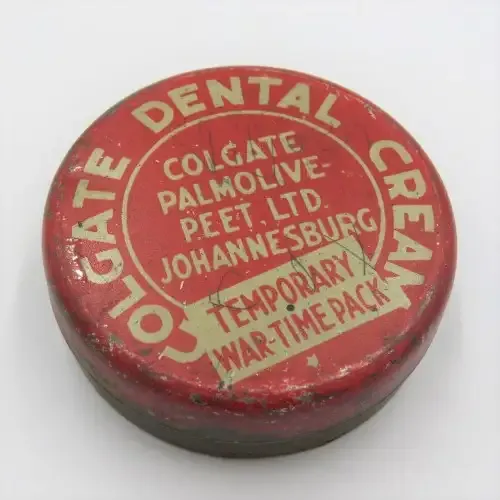 COLGATE DENTAL CREAM
COLGATE
PALMOLIVE-
PEET, LTD.
JOHANNESBURG
TEMPORARY
WAR-TIME PACK